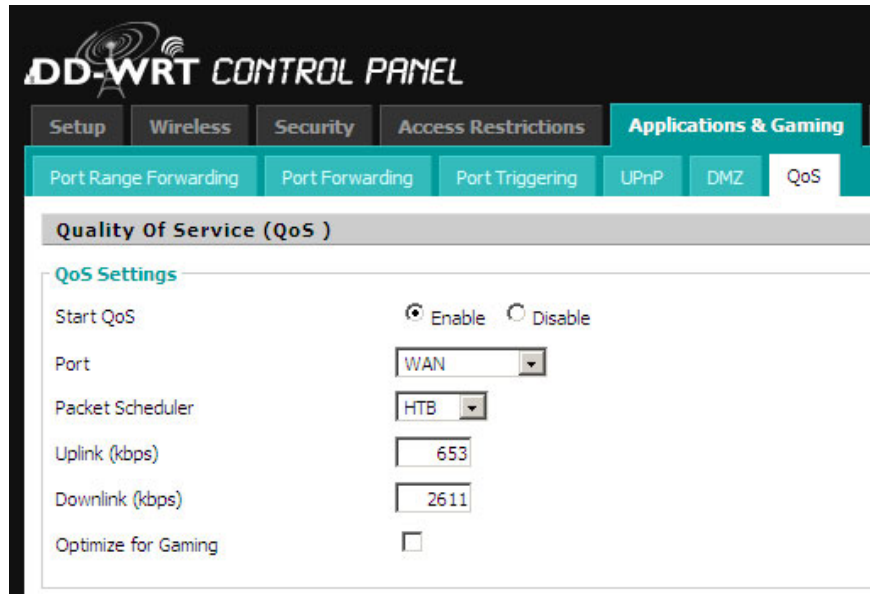 DD-WRT CONTROL PANEL
Setup Wireless Security Access Restrictions Applications & Gaming
Port Range Forwarding Port Forwarding Port Triggering UPnP DMZ QoS
Quality Of Service (QoS )
QoS Settings
Start QoS Enable Disable
Port WAN
Packet Scheduler HTB
Uplink (kbps) 653
Downlink (kbps) 2611
Optimize for Gaming